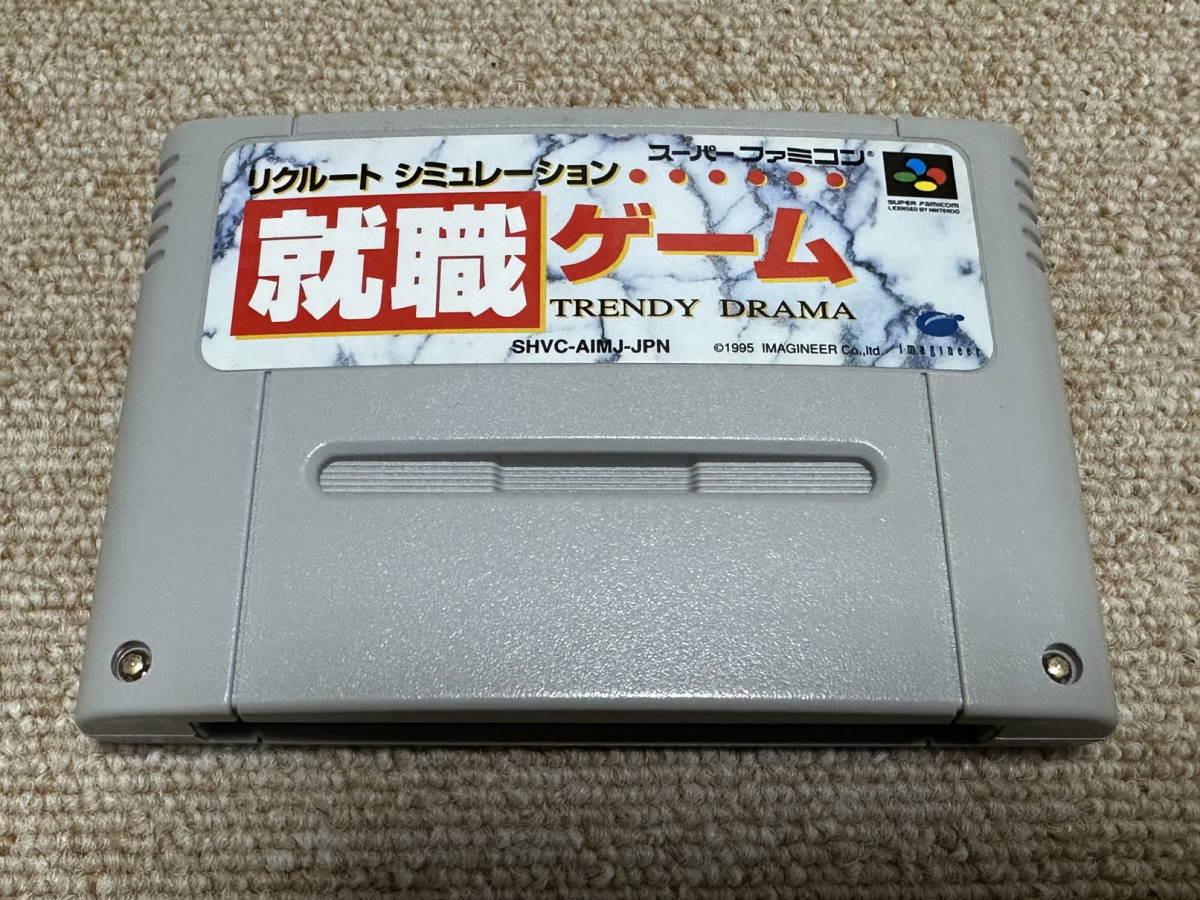 スーパーファミコン®
リクルート シミュレーション
就職ゲーム
TRENDY DRAMA
SUPER FAMICOM
LICENSED BY NINTENDO
SHVC-AIMJ-JPN
©1995 IMAGINEER Co.,ltd.
imagineer